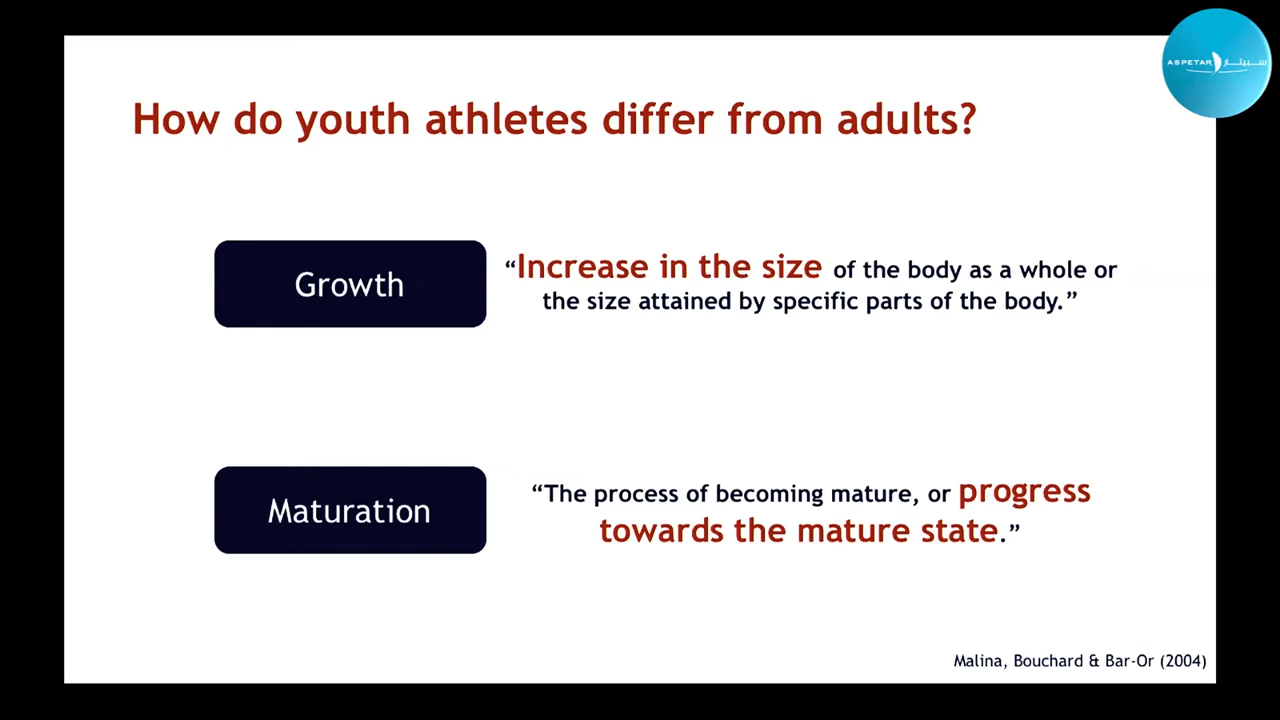 ASPETAR سبيتار
How do youth athletes differ from adults?
Growth
“Increase in the size of the body as a whole or
the size attained by specific parts of the body.”
Maturation
“The process of becoming mature, or progress
towards the mature state.”
Malina, Bouchard & Bar-Or (2004)